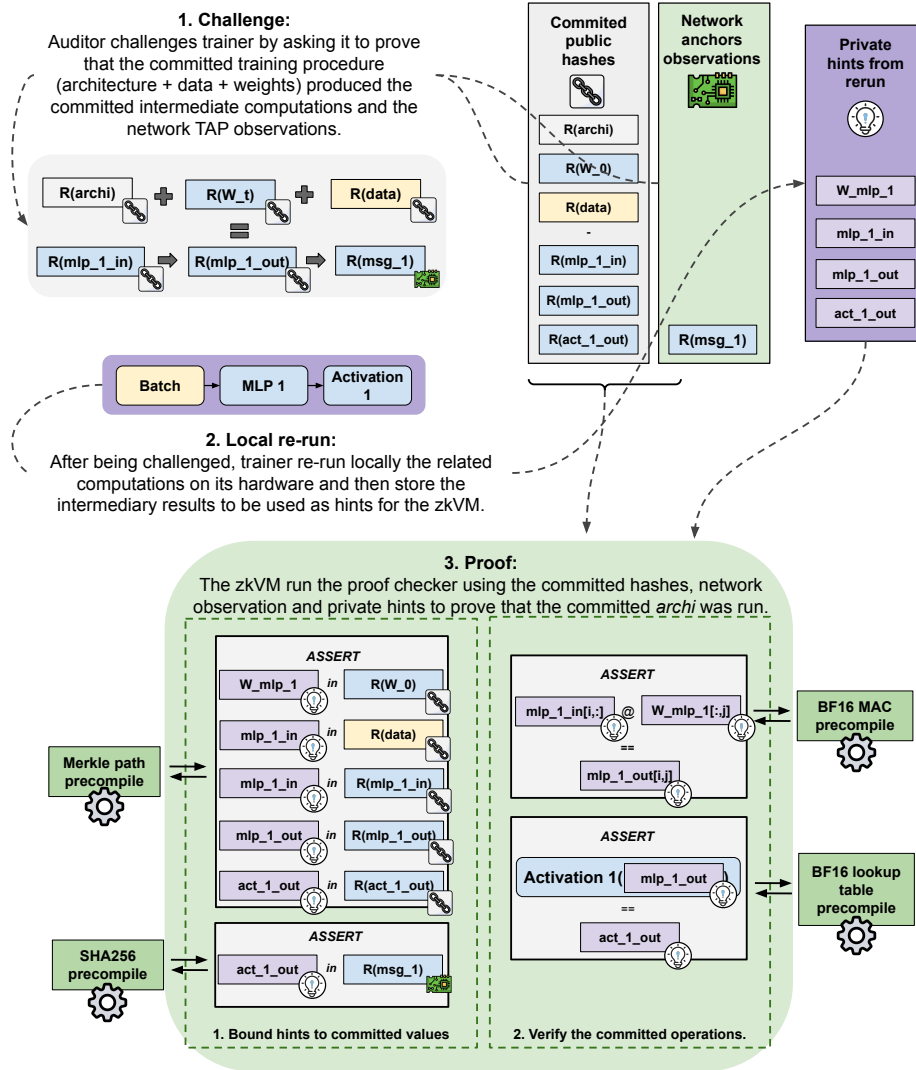 1. Challenge:
Auditor challenges trainer by asking it to prove
that the committed training procedure
(architecture + data + weights) produced the
committed intermediate computations and the
network TAP observations.
R(archi)
R(W_t)
R(data)
R(mlp_1_in)
R(mlp_1_out)
R(msg_1)
Commited
public
hashes
R(archi)
R(W_0)
R(data)
-
R(mlp_1_in)
R(mlp_1_out)
R(act_1_out)
Network
anchors
observations
R(msg_1)
Private
hints from
rerun
W_mlp_1
mlp_1_in
mlp_1_out
act_1_out
Batch
MLP 1
Activation
1
2. Local re-run:
After being challenged, trainer re-run locally the related
computations on its hardware and then store the
intermediary results to be used as hints for the zkVM.
3. Proof:
The zkVM run the proof checker using the committed hashes, network
observation and private hints to prove that the committed archi was run.
ASSERT
W_mlp_1 in R(W_0)
mlp_1_in in R(data)
mlp_1_in in R(mlp_1_in)
mlp_1_out in R(mlp_1_out)
act_1_out in R(act_1_out)
ASSERT
act_1_out in R(msg_1)
1. Bound hints to committed values
ASSERT
mlp_1_in[i,:] @ W_mlp_1[:,j]
==
mlp_1_out[i,j]
ASSERT
Activation 1( mlp_1_out )
==
act_1_out
2. Verify the committed operations.
Merkle path
precompile
SHA256
precompile
BF16 MAC
precompile
BF16 lookup
table
precompile